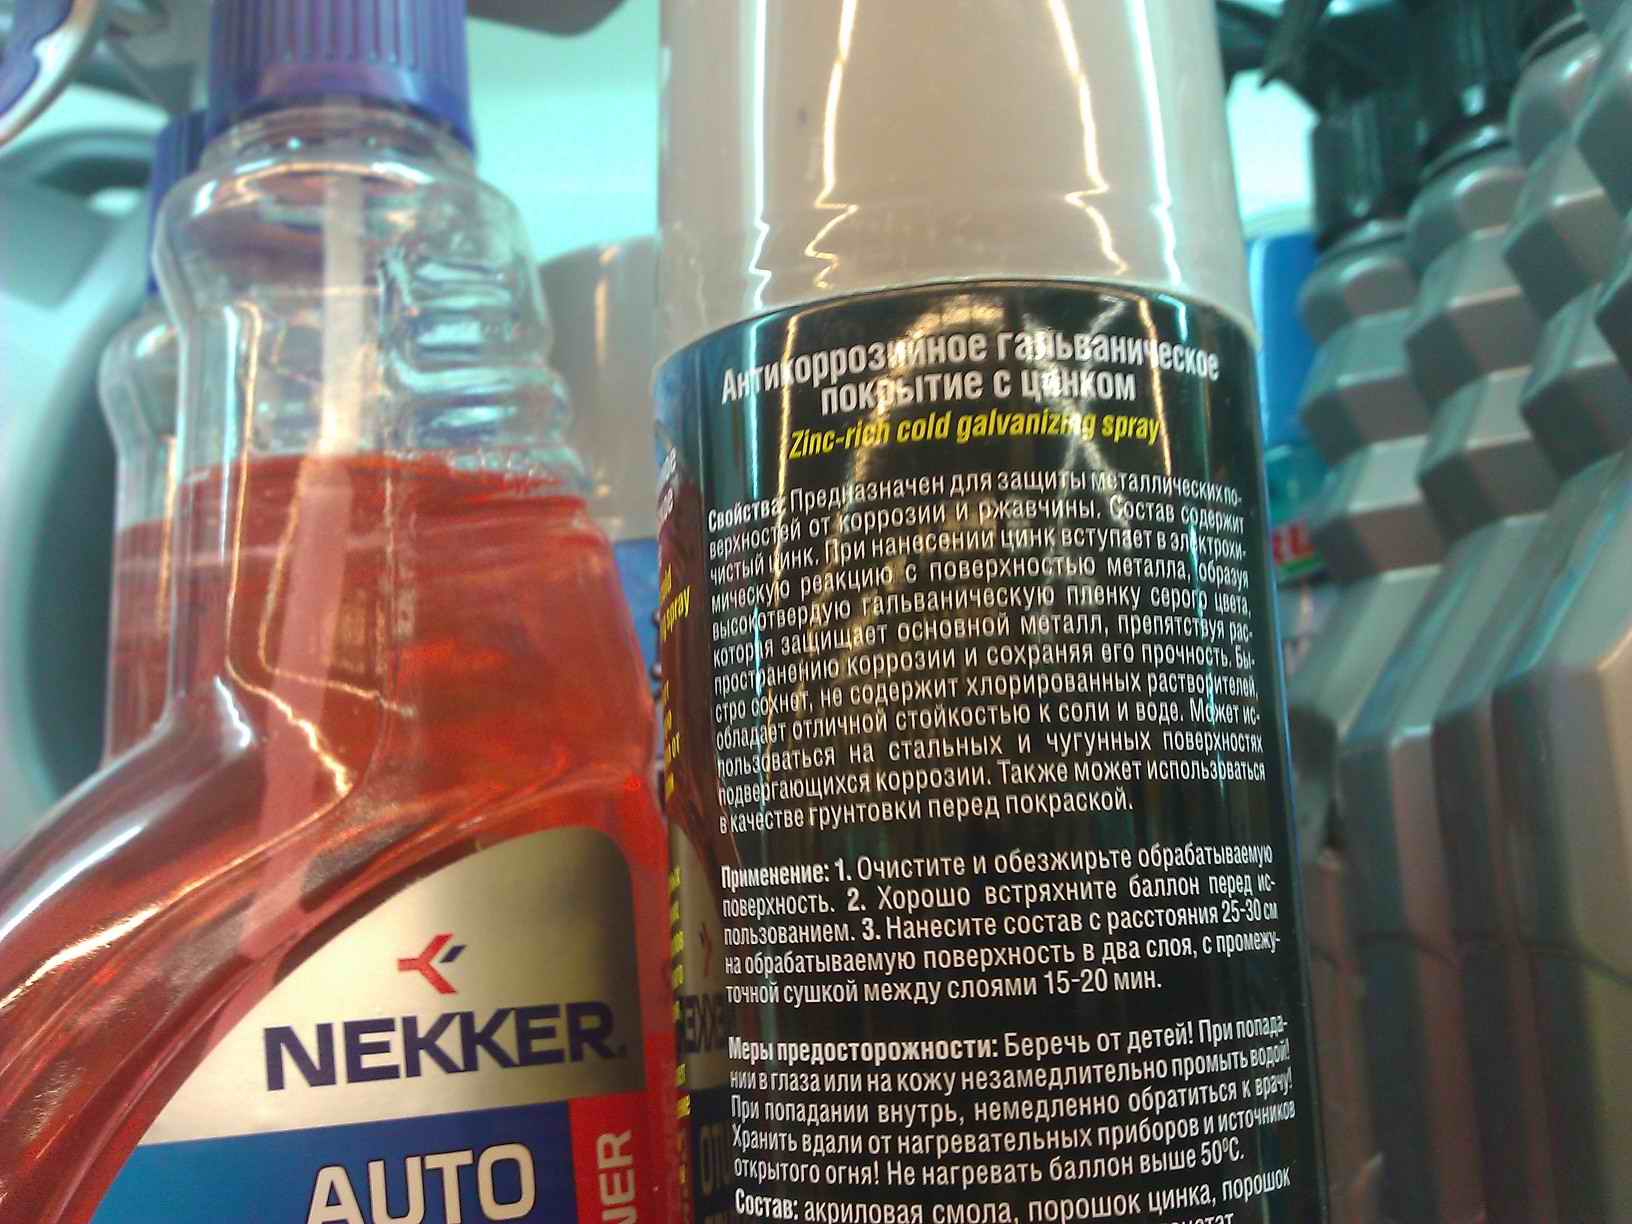 Антикоррозийное гальваническое
покрытие с цинком
Zinc-rich cold galvanizing spray
Свойства: Предназначен для защиты металлических по-
верхностей от коррозии и ржавчины. Состав содержит
чистый цинк. При нанесении цинк вступает в электрохи-
мическую реакцию с поверхностью металла, образуя
высокотвердую гальваническую пленку серого цвета,
которая защищает основной металл, препятствуя рас-
пространению коррозии и сохраняя его прочность. Бы-
стро сохнет, не содержит хлорированных растворителей,
обладает отличной стойкостью к соли и воде. Может ис-
пользоваться на стальных и чугунных поверхностях
подвергающихся коррозии. Также может использоваться
в качестве грунтовки перед покраской.
Применение: 1. Очистите и обезжирьте обрабатываемую
поверхность. 2. Хорошо встряхните баллон перед ис-
пользованием. 3. Нанесите состав с расстояния 25-30 см
на обрабатываемую поверхность в два слоя, с промежу-
точной сушкой между слоями 15-20 мин.
Меры предосторожности: Беречь от детей! При попада-
нии в глаза или на кожу незамедлительно промыть водой!
При попадании внутрь, немедленно обратиться к врачу!
Хранить вдали от нагревательных приборов и источников
открытого огня! Не нагревать баллон выше 50ºС.
Состав: акриловая смола, порошок цинка, порошок
NEKKER
AUTO
spray